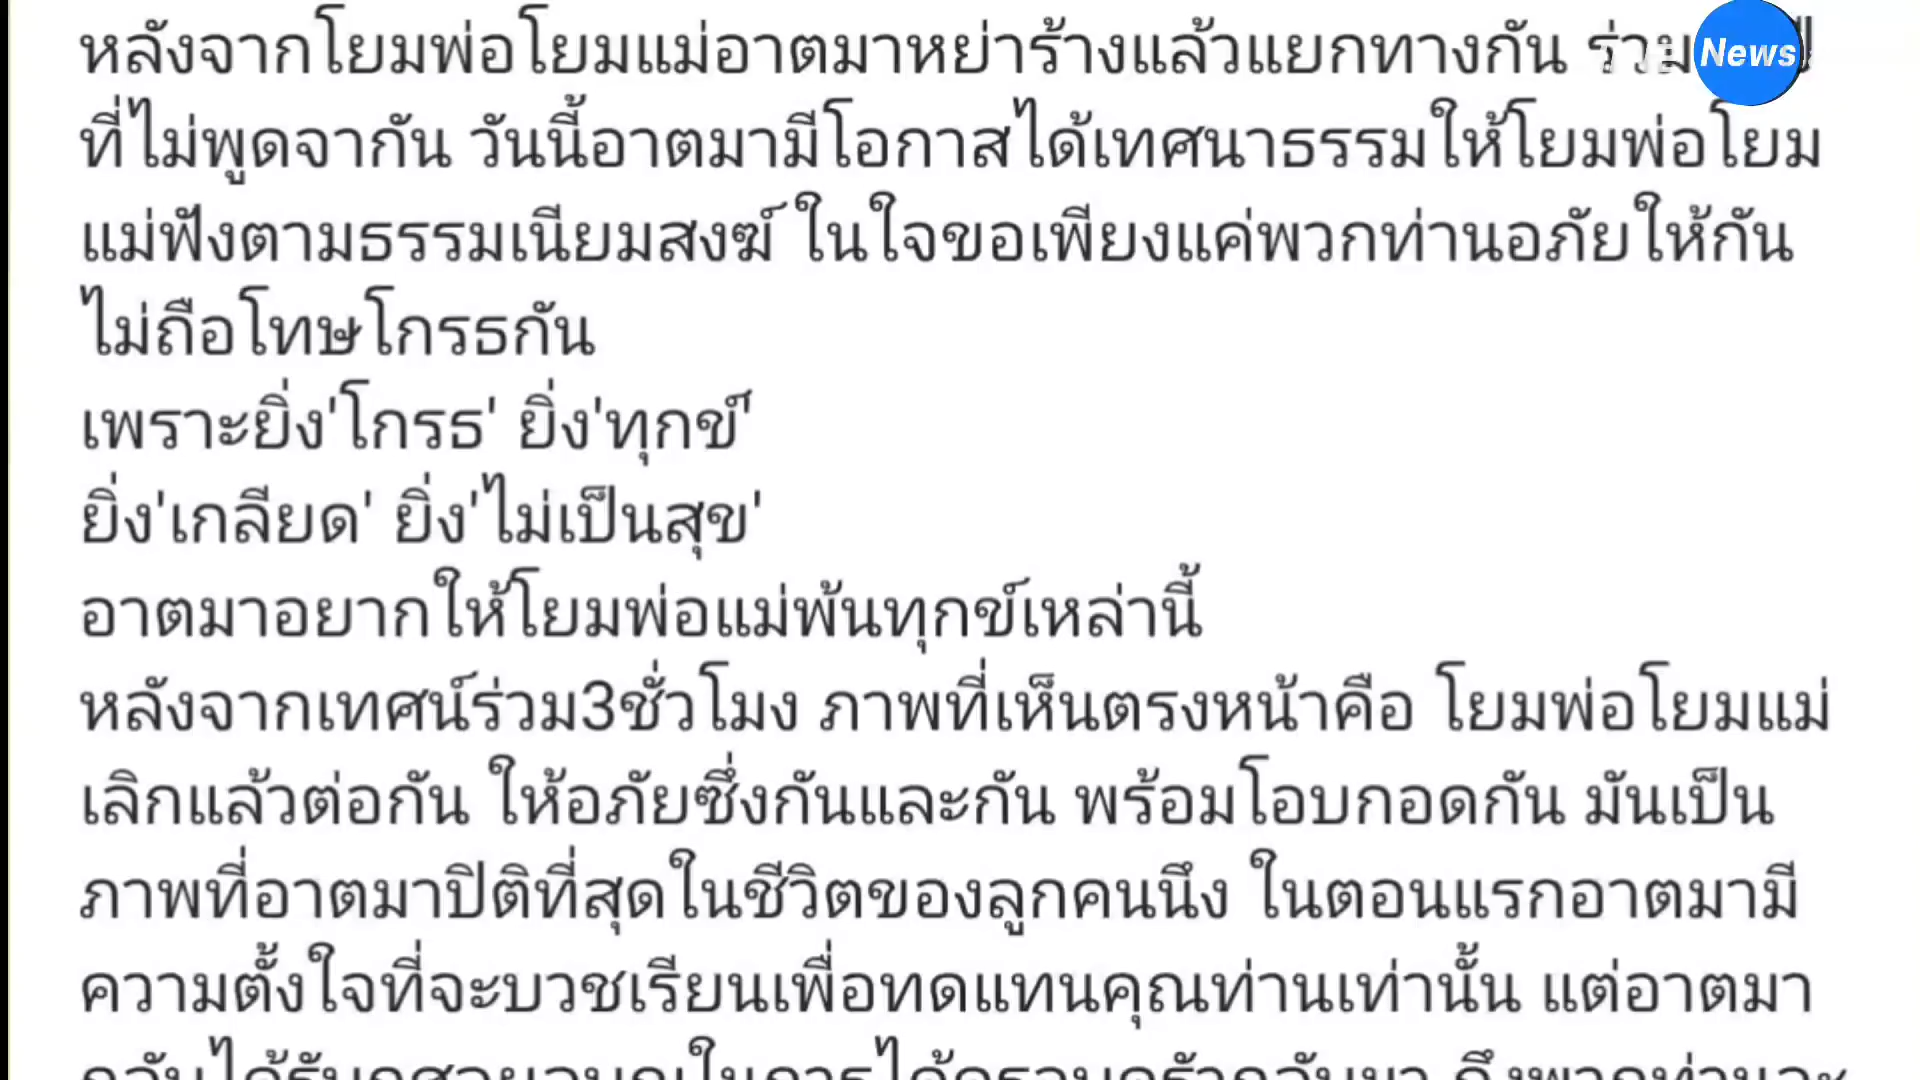 หลังจากโยมพ่อโยมแม่อาตมาหย่าร้างแล้วแยกทางกัน ร่วม
News
ที่ไม่พูดจากัน วันนี้อาตมามีโอกาสได้เทศนาธรรมให้โยมพ่อโยม
แม่ฟังตามธรรมเนียมสงฆ์ ในใจขอเพียงแค่พวกท่านอภัยให้กัน
ไม่ถือโทษโกรธกัน
เพราะยิ่ง'โกรธ' ยิ่ง'ทุกข์'
ยิ่ง'เกลียด' ยิ่ง'ไม่เป็นสุข'
อาตมาอยากให้โยมพ่อแม่พ้นทุกข์เหล่านี้
หลังจากเทศน์ร่วม3ชั่วโมง ภาพที่เห็นตรงหน้าคือ โยมพ่อโยมแม่
เลิกแล้วต่อกัน ให้อภัยซึ่งกันและกัน พร้อมโอบกอดกัน มันเป็น
ภาพที่อาตมาปิติที่สุดในชีวิตของลูกคนนึง ในตอนแรกอาตมามี
ความตั้งใจที่จะบวชเรียนเพื่อทดแทนคุณท่านเท่านั้น แต่อาตมา